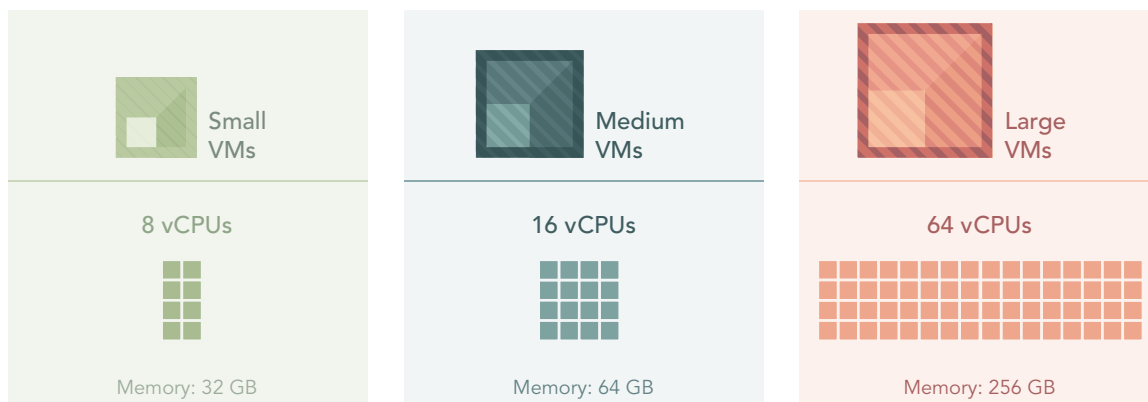 Small
VMs
Medium
VMs
Large
VMs
8 vCPUs
16 vCPUs
64 vCPUs
Memory: 32 GB
Memory: 64 GB
Memory: 256 GB